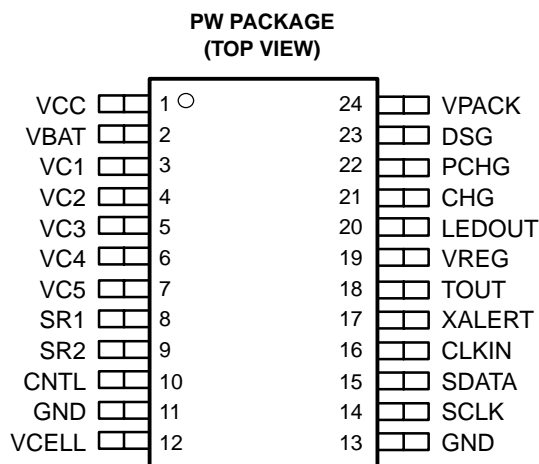 PW PACKAGE
(TOP VIEW)
VCC 1 24 VPACK
VBAT 2 23 DSG
VC1 3 22 PCHG
VC2 4 21 CHG
VC3 5 20 LEDOUT
VC4 6 19 VREG
VC5 7 18 TOUT
SR1 8 17 XALERT
SR2 9 16 CLKIN
CNTL 10 15 SDATA
GND 11 14 SCLK
VCELL 12 13 GND